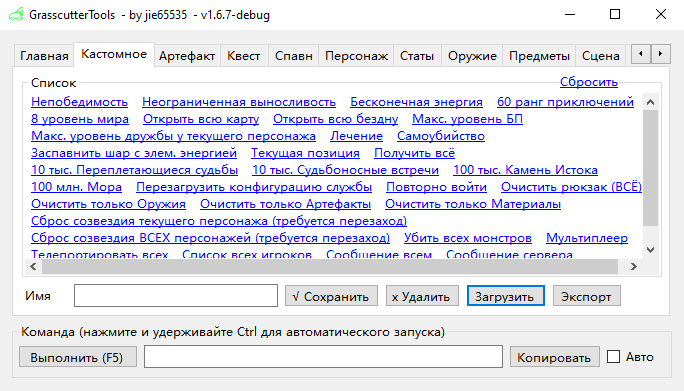 GrasscutterTools - by jie65535 - v1.6.7-debug
Главная Кастомное Артефакт Квест Спавн Персонаж Статы Оружие Предметы Сцена
Список Сбросить
Непобедимость Неограниченная выносливость Бесконечная энергия 60 ранг приключений
8 уровень мира Открыть всю карту Открыть всю бездну Макс. уровень БП
Макс. уровень дружбы у текущего персонажа Лечение Самоубийство
Заспавнить шар с элем. энергией Текущая позиция Получить всё
10 тыс. Переплетающиеся судьбы 10 тыс. Судьбоносные встречи 100 тыс. Камень Истока
100 млн. Мора Перезагрузить конфигурацию службы Повторно войти Очистить рюкзак (ВСЁ)
Очистить только Оружия Очистить только Артефакты Очистить только Материалы
Сброс созвездия текущего персонажа (требуется перезаход)
Сброс созвездия ВСЕХ персонажей (требуется перезаход) Убить всех монстров Мультиплеер
Телепортировать всех Список всех игроков Сообщение всем Сообщение сервера
Имя √ Сохранить x Удалить Загрузить Экспорт
Команда (нажмите и удерживайте Ctrl для автоматического запуска)
Выполнить (F5) Копировать Авто